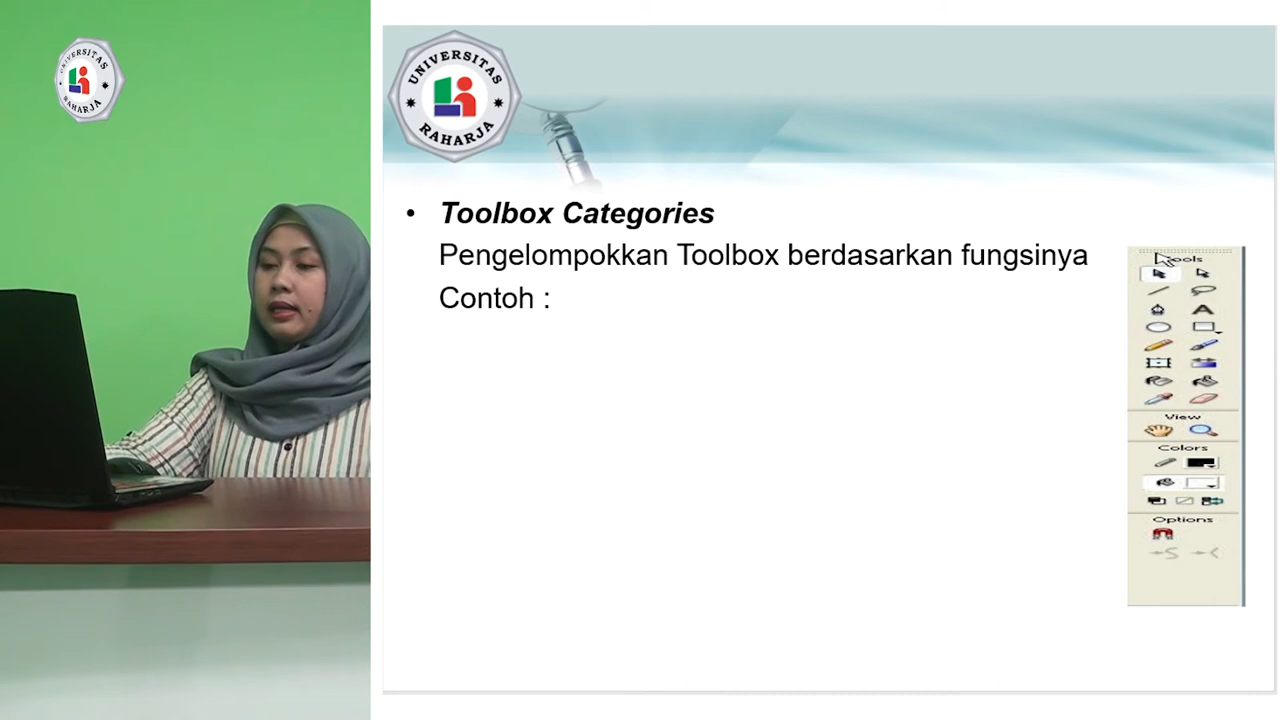 UNIVERSITAS
RAHARJA
UNIVERSITAS
RAHARJA
• Toolbox Categories
Pengelompokkan Toolbox berdasarkan fungsinya
Contoh :
Tools
A
View
Colors
Options